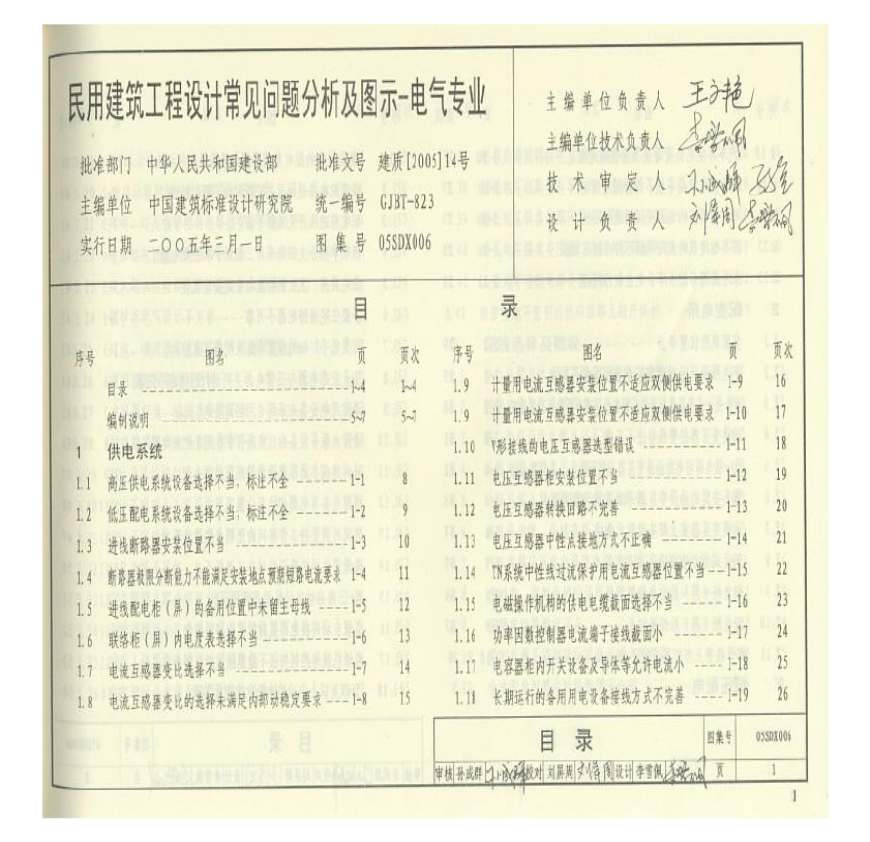 民用建筑工程设计常见问题分析及图示-电气专业
批准部门 中华人民共和国建设部 批准文号 建质[2005]14号
主编单位 中国建筑标准设计研究院 统一编号 GJBT-823
实行日期 二〇〇五年三月一日 图集号 05SDX006
主编单位负责人
主编单位技术负责人
技术审定人
设计负责人
目 录
序号 图名 页 页次
目录 1~4 1~4
编制说明 5~7 5~7
1 供电系统
1.1 高压供电系统设备选择不当，标注不全 1-1 8
1.2 低压配电系统设备选择不当，标注不全 1-2 9
1.3 进线断路器安装位置不当 1-3 10
1.4 断路器极限分断能力不能满足安装地点预期短路电流要求 1-4 11
1.5 进线配电柜（屏）的备用位置中未留主母线 1-5 12
1.6 联络柜（屏）内电度表选择不当 1-6 13
1.7 电流互感器变比选择不当 1-7 14
1.8 电流互感器变比的选择未满足内部动稳定要求 1-8 15
序号 图名 页 页次
1.9 计量用电流互感器安装位置不适应双侧供电要求 1-9 16
1.9 计量用电流互感器安装位置不适应双侧供电要求 1-10 17
1.10 V形接线的电压互感器选型错误 1-11 18
1.11 电压互感器柜安装位置不当 1-12 19
1.12 电压互感器转换回路不完善 1-13 20
1.13 电压互感器中性点接地方式不正确 1-14 21
1.14 TN系统中性线过流保护用电流互感器位置不当 1-15 22
1.15 电磁操作机构的供电电缆截面选择不当 1-16 23
1.16 功率因数控制器电流端子接线截面小 1-17 24
1.17 电容器柜内开关设备及导体等允许电流小 1-18 25
1.18 长期运行的备用用电设备接线方式不完善 1-19 26
目 录 图集号 05SDX006
审核 孙成群 校对 刘屏周 设计 李雪佩 页 1
1